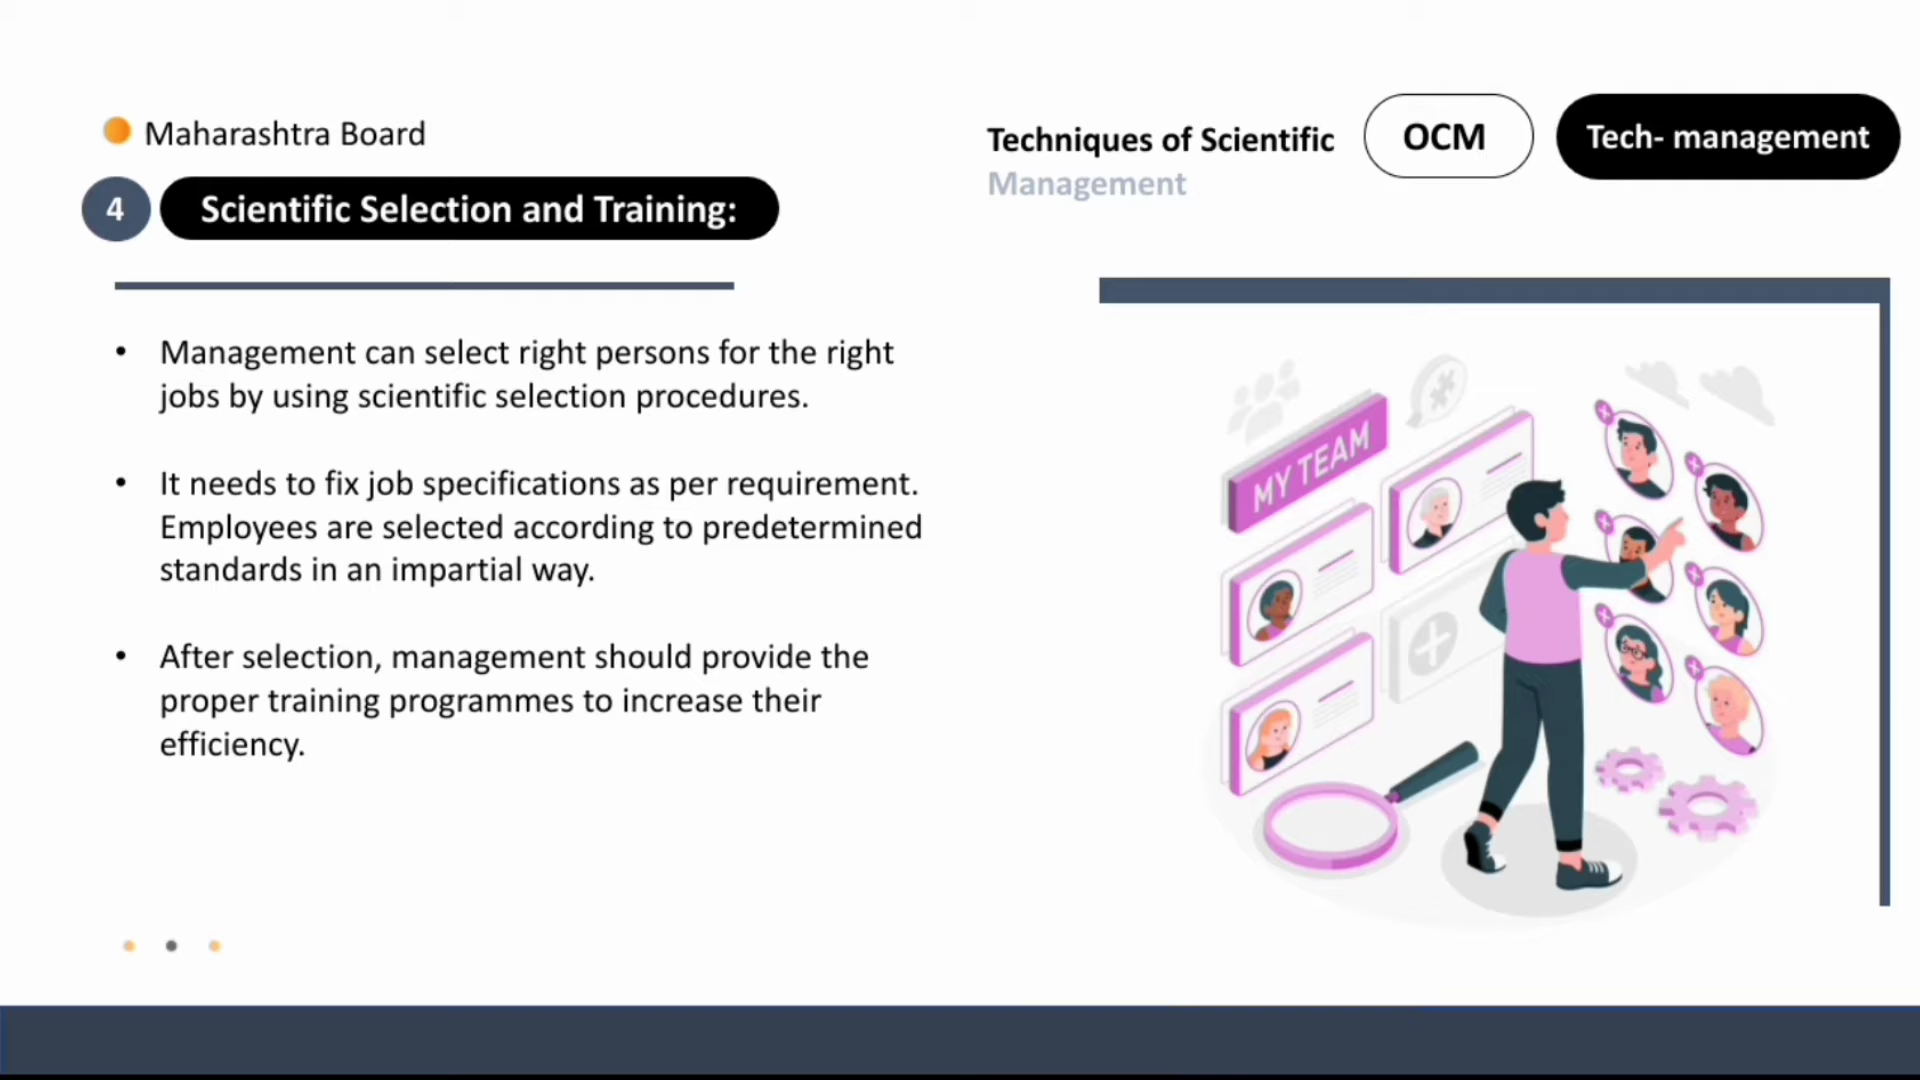 Maharashtra Board
4
Scientific Selection and Training:
Techniques of Scientific
Management
OCM
Tech- management
• Management can select right persons for the right
jobs by using scientific selection procedures.
• It needs to fix job specifications as per requirement.
Employees are selected according to predetermined
standards in an impartial way.
• After selection, management should provide the
proper training programmes to increase their
efficiency.
MY TEAM